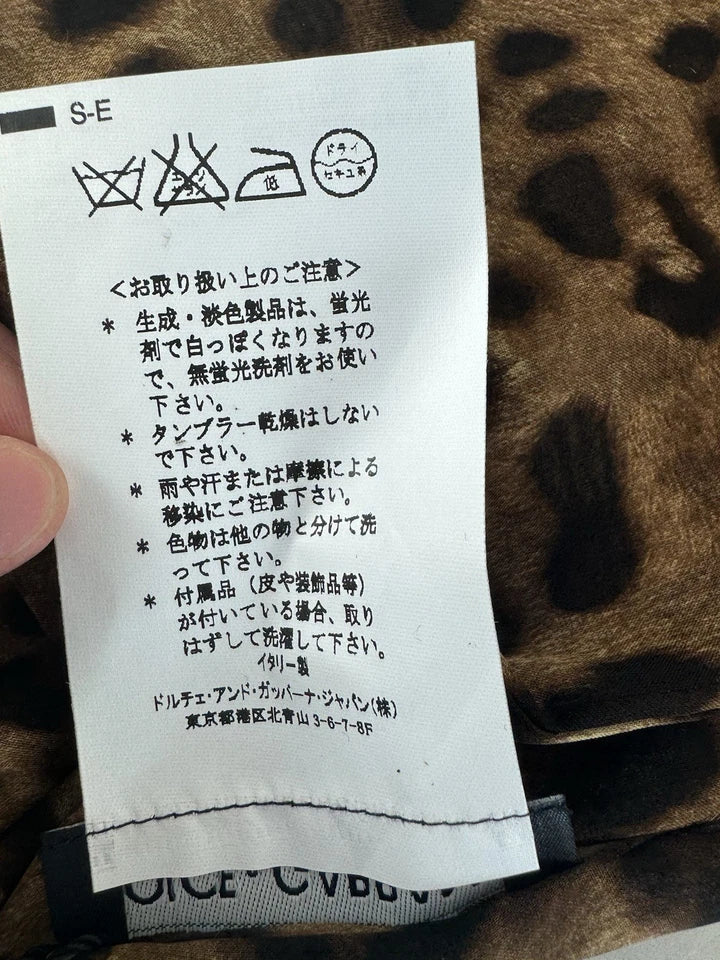 S-E
低
ドライ
セキユ系
<お取り扱い上のご注意>
* 生成・淡色製品は、蛍光
剤で白っぽくなりますの
で、無蛍光洗剤をお使い
下さい。
* タンブラー乾燥はしない
で下さい。
* 雨や汗または摩擦による
移染にご注意下さい。
* 色物は他の物と分けて洗
って下さい。
* 付属品（皮や装飾品等）
が付いている場合、取り
はずして洗濯して下さい。
イタリー製
ドルチェ・アンド・ガッバーナ・ジャパン(株)
東京都港区北青山 3-6-7-8F